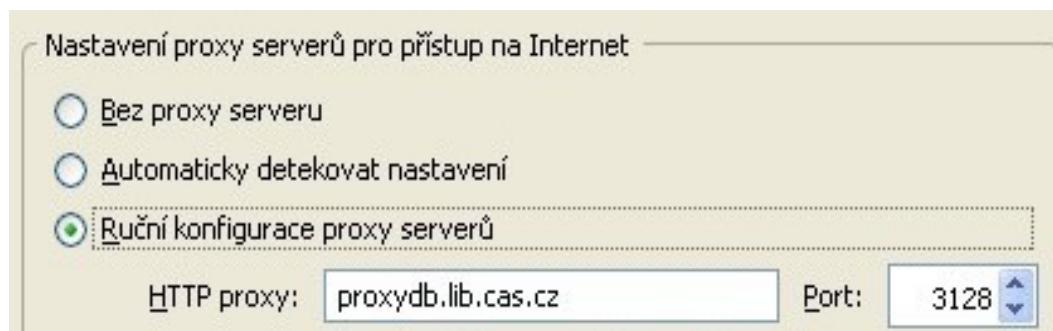 Nastavení proxy serverů pro přístup na Internet
Bez proxy serveru
Automaticky detekovat nastavení
Ruční konfigurace proxy serverů
HTTP proxy: proxydb.lib.cas.cz Port: 3128